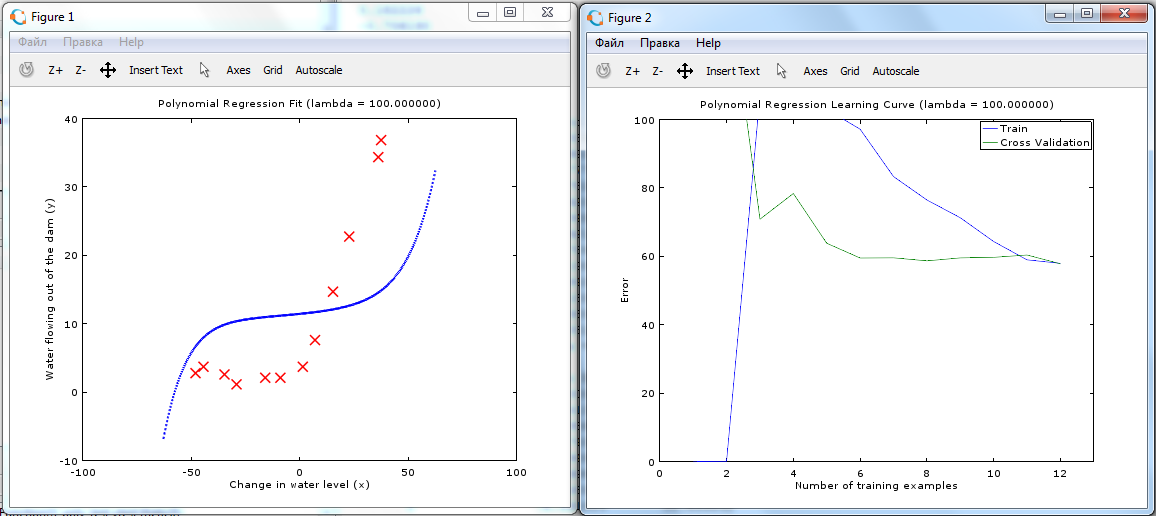 Figure 1
Файл Правка Help
Z+ Z- Insert Text Axes Grid Autoscale
Polynomial Regression Fit (lambda = 100.000000)
40
30
20
10
0
-10
-100 -50 0 50 100
Water flowing out of the dam (y)
Change in water level (x)
Figure 2
Файл Правка Help
Z+ Z- Insert Text Axes Grid Autoscale
Polynomial Regression Learning Curve (lambda = 100.000000)
Train
Cross Validation
100
80
60
40
20
0
0 2 4 6 8 10 12
Error
Number of training examples